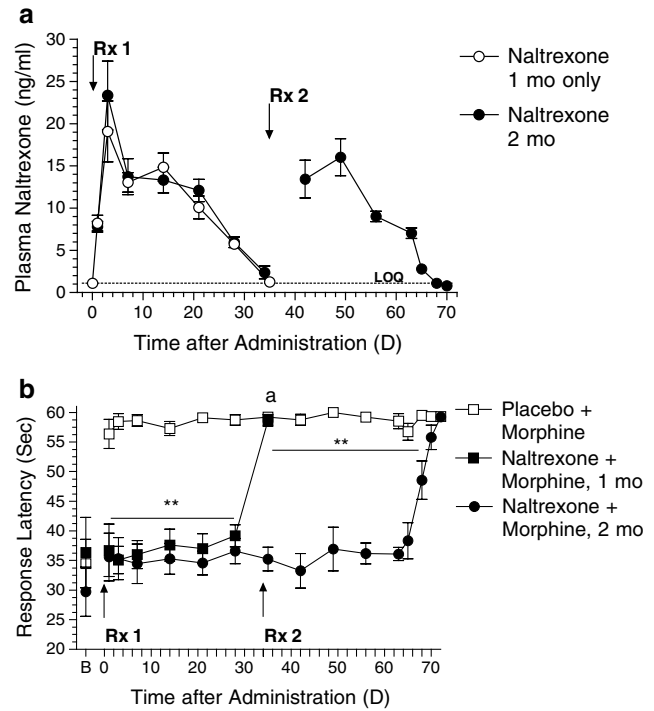 a
Plasma Naltrexone (ng/ml)
30
25
20
15
10
5
0
Rx 1
Rx 2
LOQ
0 10 20 30 40 50 60 70
Time after Administration (D)
Naltrexone
1 mo only
Naltrexone
2 mo
b
Response Latency (Sec)
60
55
50
45
40
35
30
25
20
a
**
**
Rx 1
Rx 2
B 0 10 20 30 40 50 60 70
Time after Administration (D)
Placebo +
Morphine
Naltrexone +
Morphine, 1 mo
Naltrexone +
Morphine, 2 mo